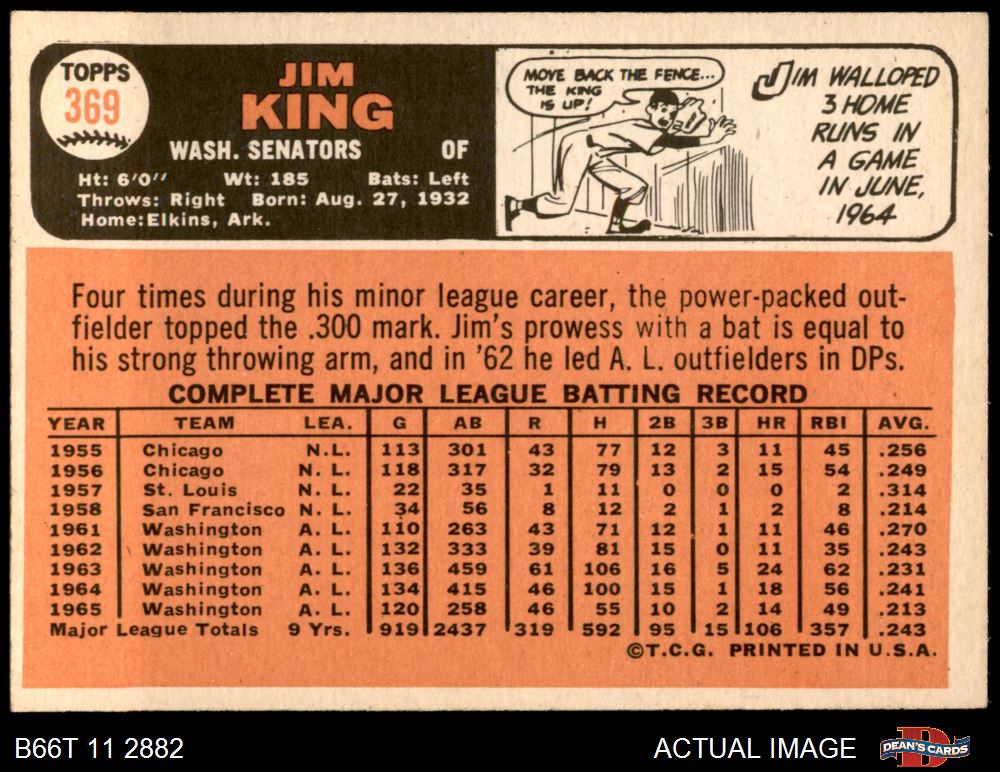 TOPPS
369
JIM
KING
WASH. SENATORS OF
Ht: 6'0" Wt: 185 Bats: Left
Throws: Right Born: Aug. 27, 1932
Home: Elkins, Ark.
MOVE BACK THE FENCE...
THE KING
IS UP!
JIM WALLOPED
3 HOME
RUNS IN
A GAME
IN JUNE,
1964
Four times during his minor league career, the power-packed out-
fielder topped the .300 mark. Jim's prowess with a bat is equal to
his strong throwing arm, and in '62 he led A. L. outfielders in DPs.
COMPLETE MAJOR LEAGUE BATTING RECORD
YEAR TEAM LEA. G AB R H 2B 3B HR RBI AVG.
1955 Chicago N.L. 113 301 43 77 12 3 11 45 .256
1956 Chicago N. L. 118 317 32 79 13 2 15 54 .249
1957 St. Louis N. L. 22 35 1 11 0 0 0 2 .314
1958 San Francisco N. L. 34 56 8 12 2 1 2 8 .214
1961 Washington A. L. 110 263 43 71 12 1 11 46 .270
1962 Washington A. L. 132 333 39 81 15 0 11 35 .243
1963 Washington A. L. 136 459 61 106 16 5 24 62 .231
1964 Washington A. L. 134 415 46 100 15 1 18 56 .241
1965 Washington A. L. 120 258 46 55 10 2 14 49 .213
Major League Totals 9 Yrs. 919 2437 319 592 95 15 106 357 .243
©T.C.G. PRINTED IN U.S.A.
B66T 11 2882 ACTUAL IMAGE DEAN'S CARDS